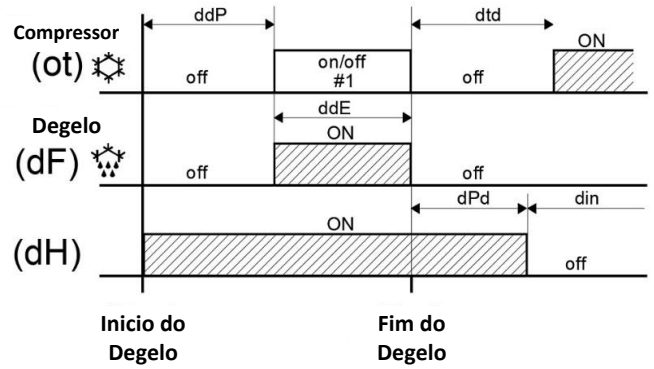 ddP
dtd
Compressor
(ot)
off
on/off
#1
off
ON
ddE
Degelo
(dF)
off
ON
off
dPd
din
(dH)
ON
off
Inicio do
Degelo
Fim do
Degelo